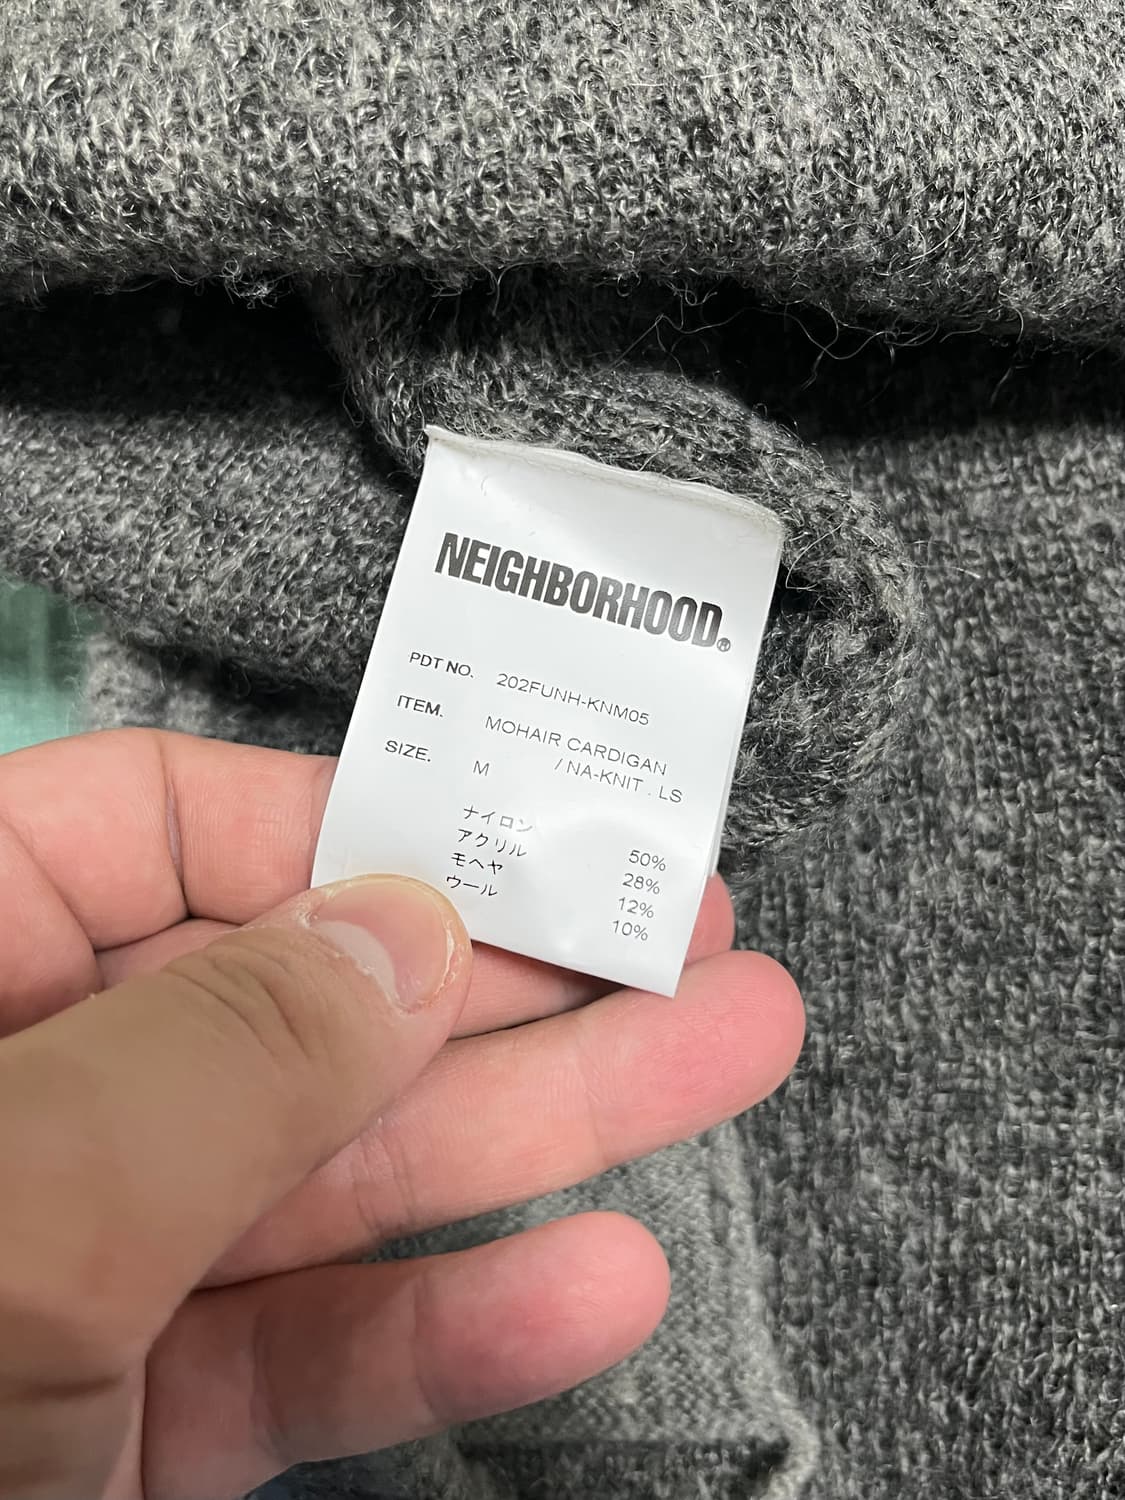 NEIGHBORHOOD®
PDT NO. 202FUNH-KNM05
ITEM. MOHAIR CARDIGAN
/ NA-KNIT . LS
SIZE. M
ナイロン 50%
アクリル 28%
モヘヤ 12%
ウール 10%